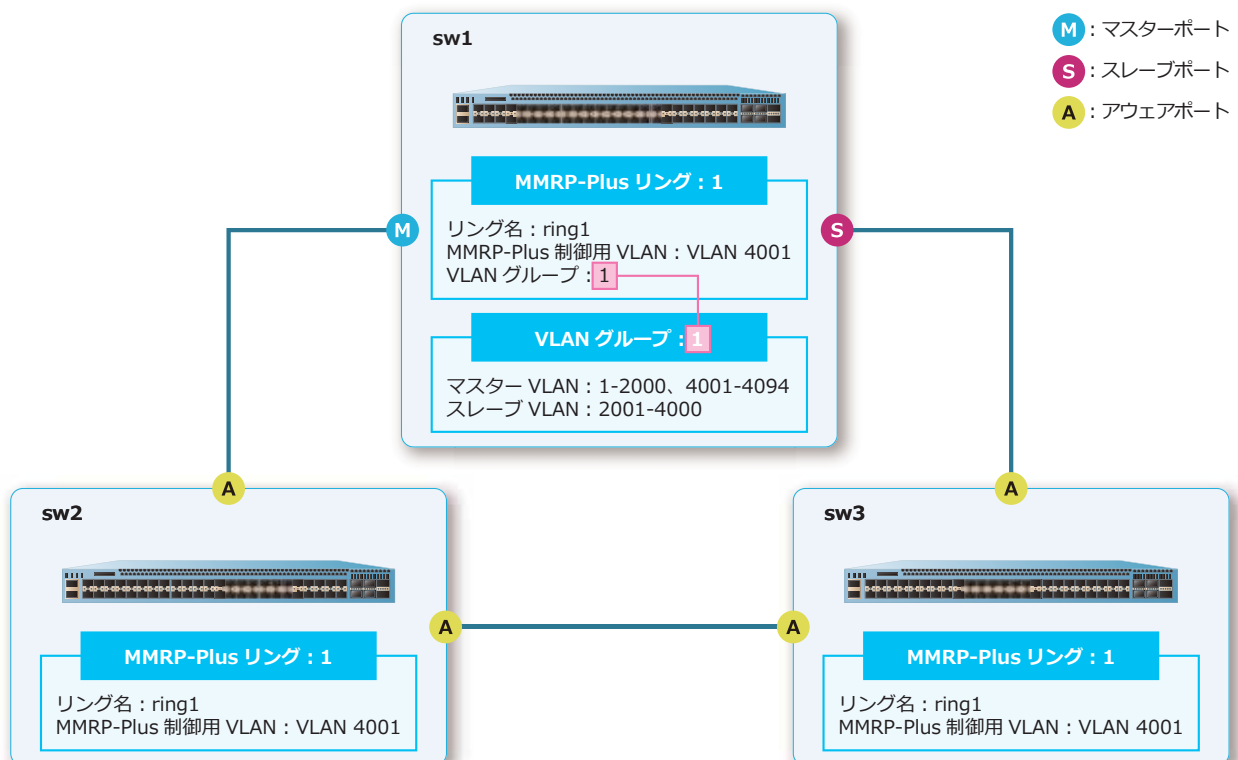 sw1
M:マスターポート
S:スレーブポート
A:アウェアポート
MMRP-Plus リング:1
M
S
リング名:ring1
MMRP-Plus 制御用 VLAN:VLAN 4001
VLAN グループ:1
VLAN グループ:1
マスター VLAN:1-2000、4001-4094
スレーブ VLAN:2001-4000
A
A
sw2
sw3
A
A
MMRP-Plus リング:1
リング名:ring1
MMRP-Plus 制御用 VLAN:VLAN 4001
MMRP-Plus リング:1
リング名:ring1
MMRP-Plus 制御用 VLAN:VLAN 4001